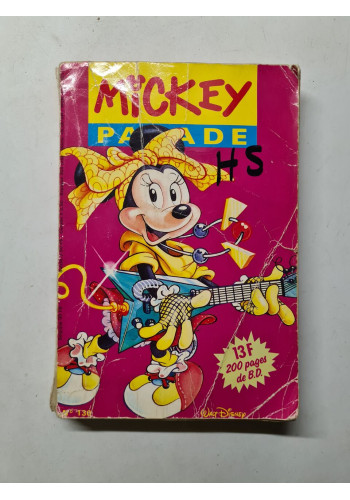 MICKEY
PARADE
HS
13F
200 pages
de B.D.
WALT DISNEY